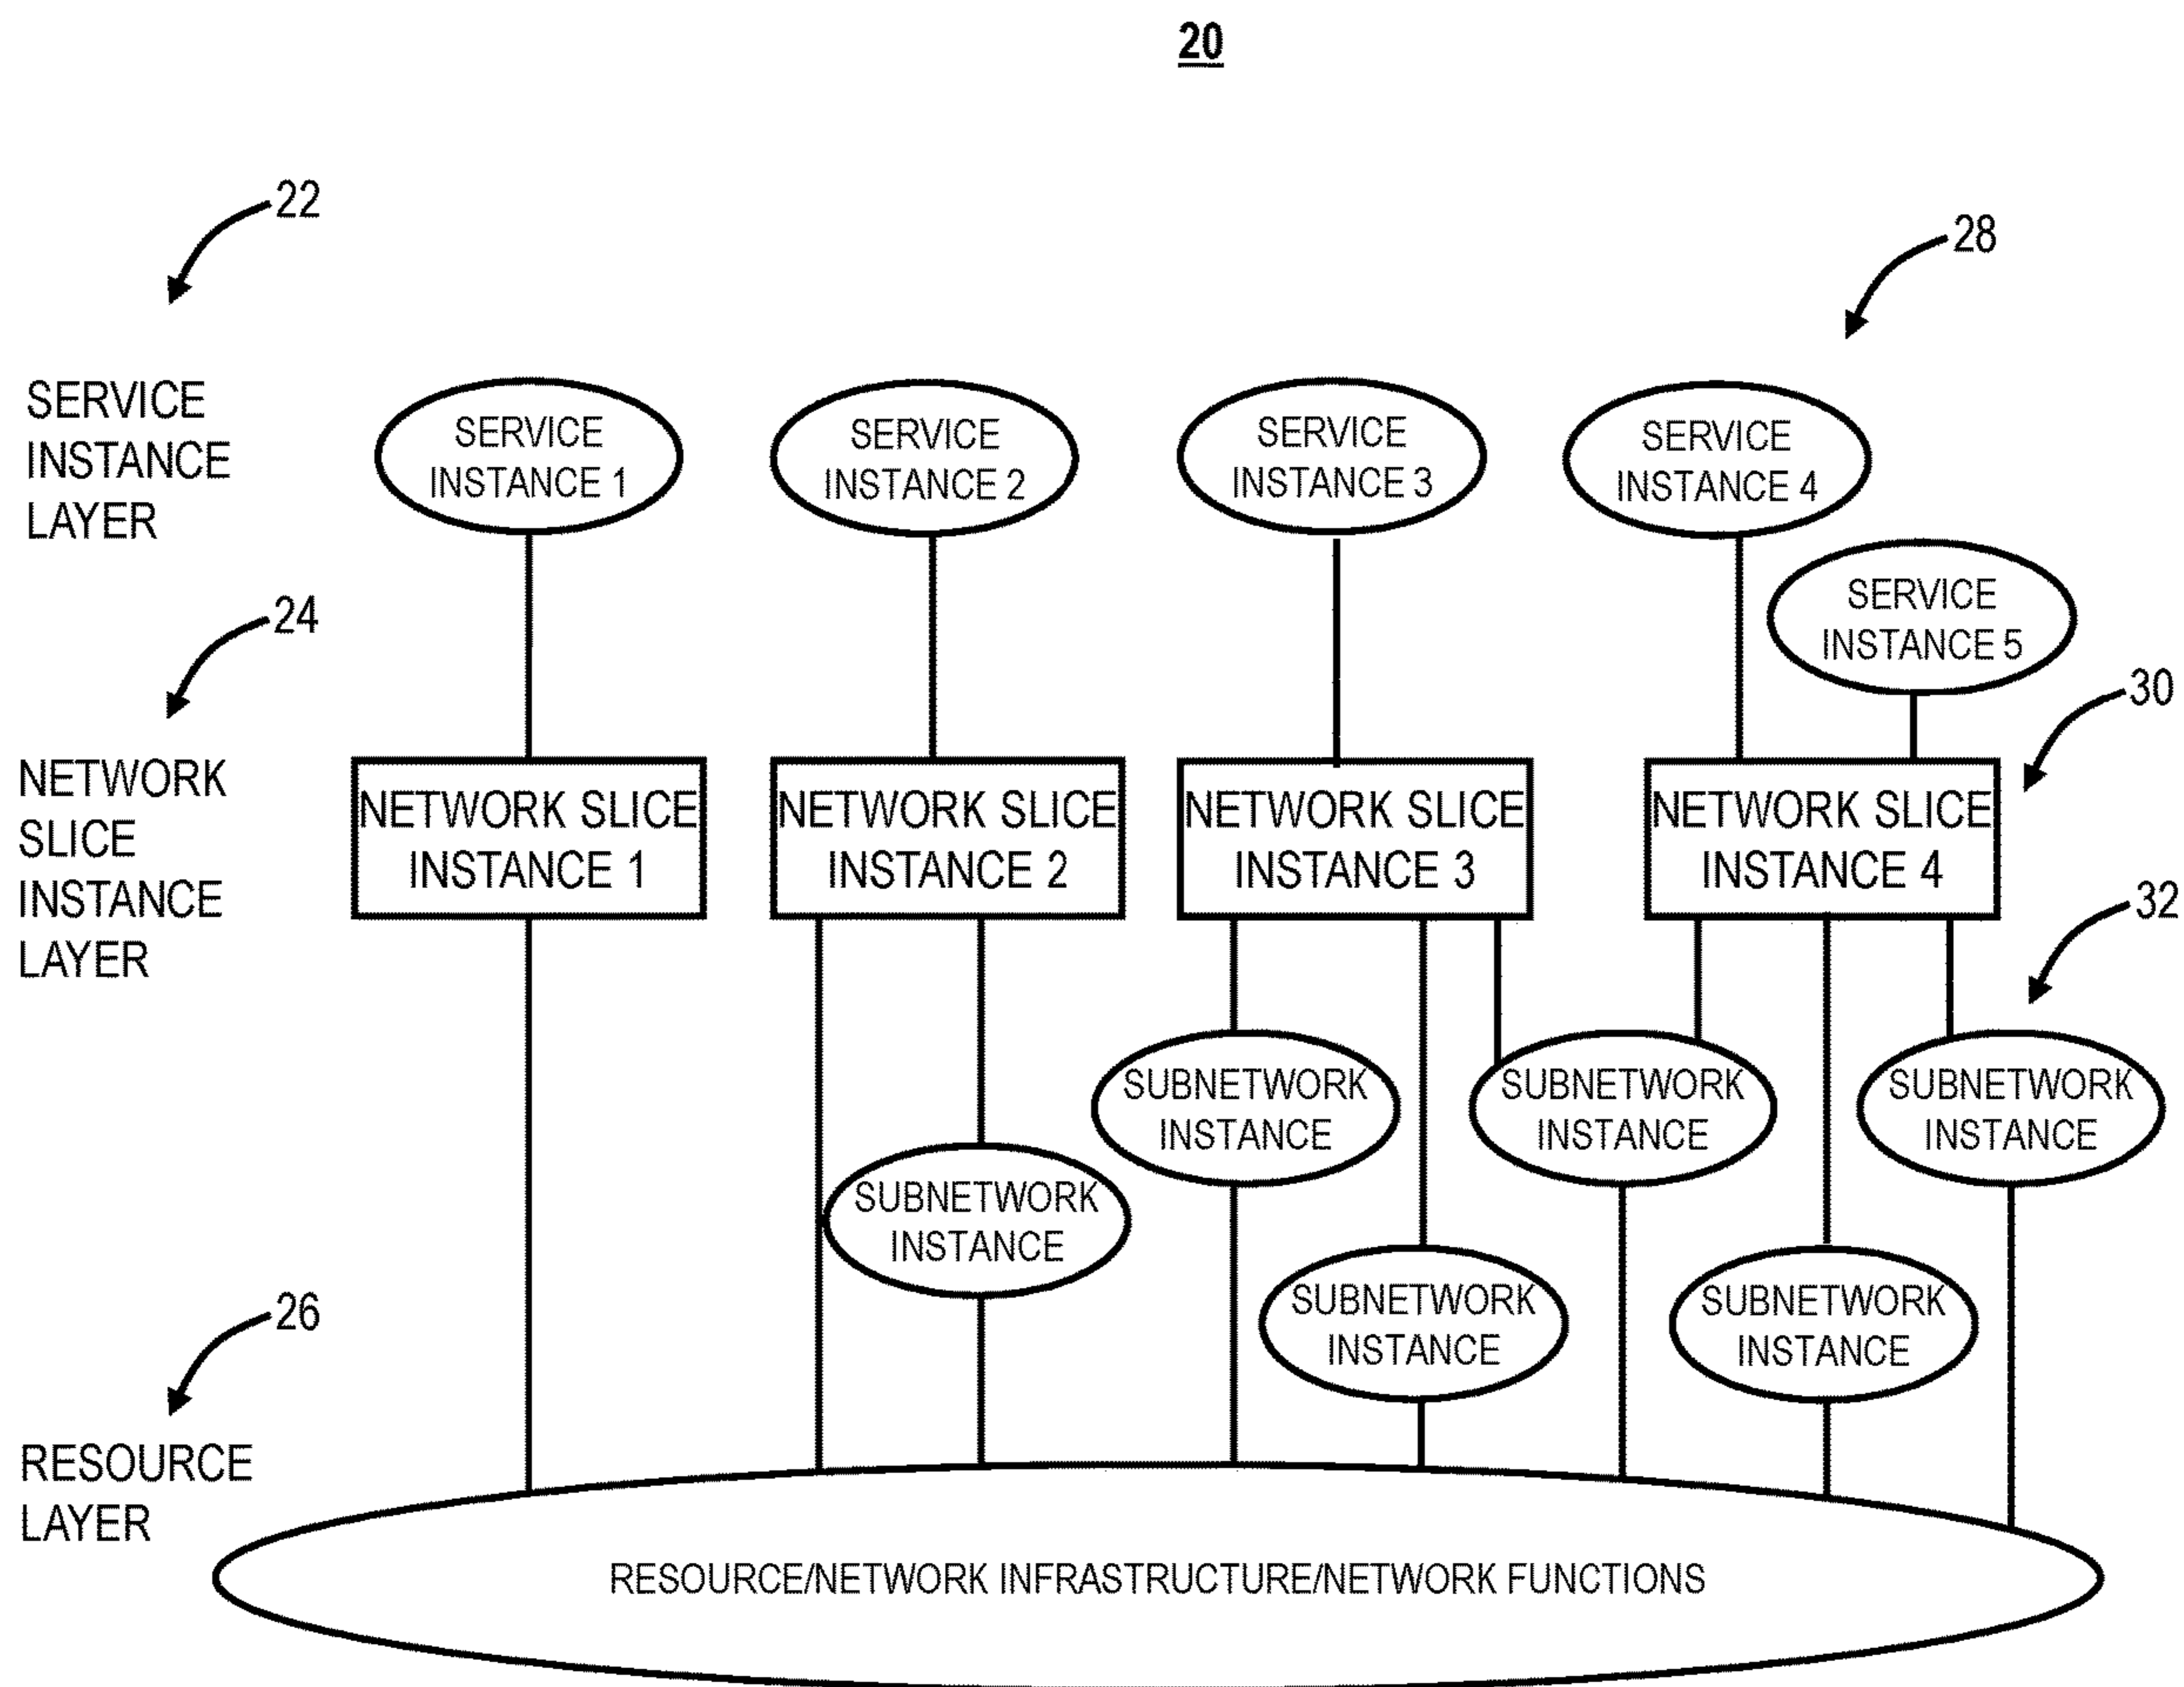 20
22
28
SERVICE
INSTANCE
LAYER
SERVICE
INSTANCE 1
SERVICE
INSTANCE 2
SERVICE
INSTANCE 3
SERVICE
INSTANCE 4
SERVICE
INSTANCE 5
24
30
NETWORK
SLICE
INSTANCE
LAYER
NETWORK SLICE
INSTANCE 1
NETWORK SLICE
INSTANCE 2
NETWORK SLICE
INSTANCE 3
NETWORK SLICE
INSTANCE 4
32
SUBNETWORK
INSTANCE
SUBNETWORK
INSTANCE
SUBNETWORK
INSTANCE
SUBNETWORK
INSTANCE
SUBNETWORK
INSTANCE
SUBNETWORK
INSTANCE
26
RESOURCE
LAYER
RESOURCE/NETWORK INFRASTRUCTURE/NETWORK FUNCTIONS